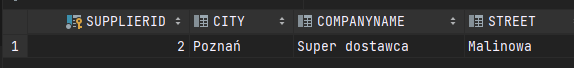 SUPPLIERID CITY COMPANYNAME STREET
1 2 Poznań Super dostawca Malinowa